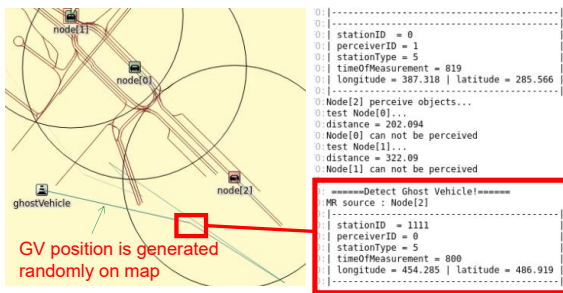 node[1]
node[0]
node[2]
ghostVehicle
GV position is generated
randomly on map
0:|-----------------------------------------|
0:|-----------------------------------------|
0:| stationID = 0
0:| perceiverID = 1
0:| stationType = 5
0:| timeOfMeasurement = 819
0:| longitude = 387.318 | latitude = 285.566 |
0:|-----------------------------------------|
0:Node[2] perceive objects...
0:test Node[0]...
0:distance = 202.094
0:Node[0] can not be perceived
0:test Node[1]...
0:distance = 322.09
0:Node[1] can not be perceived
0: ======Detect Ghost Vehicle!======
0:MR source : Node[2]
0:|-----------------------------------------|
0:| stationID = 1111
0:| perceiverID = 0
0:| stationType = 5
0:| timeOfMeasurement = 800
0:| longitude = 454.285 | latitude = 486.919 |
0:|-----------------------------------------|